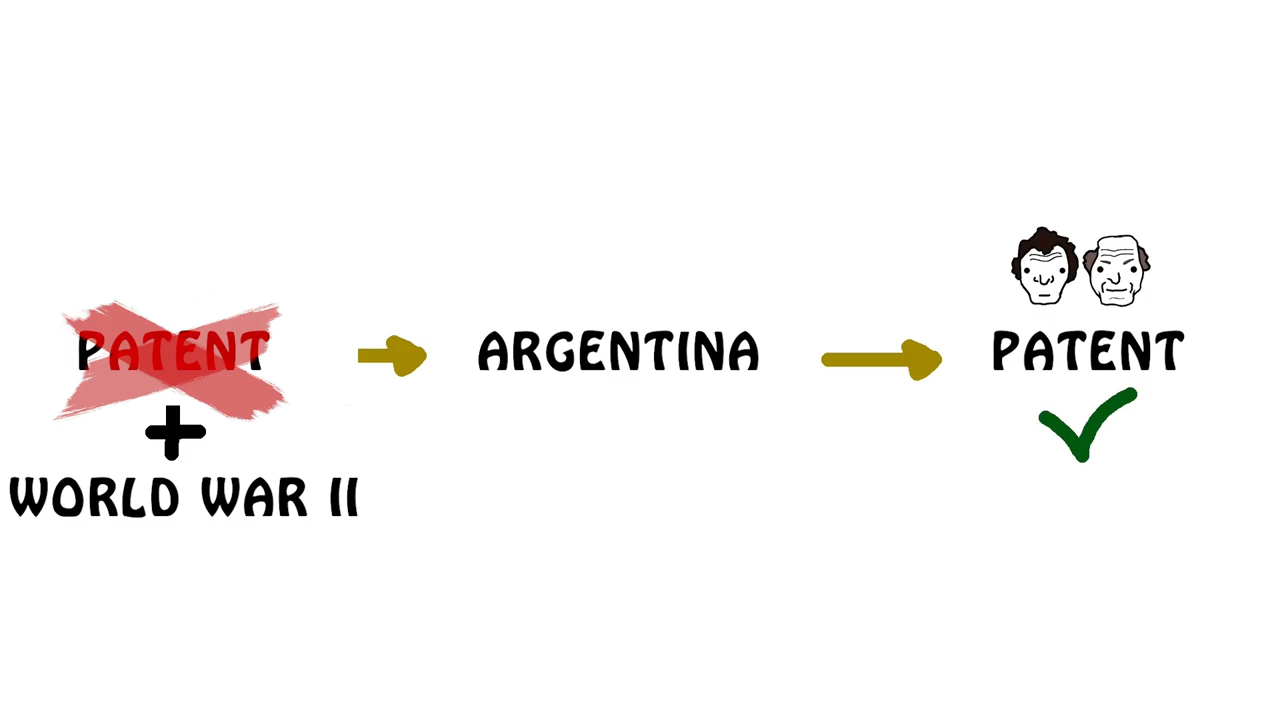 PATENT
+
WORLD WAR II
ARGENTINA
PATENT